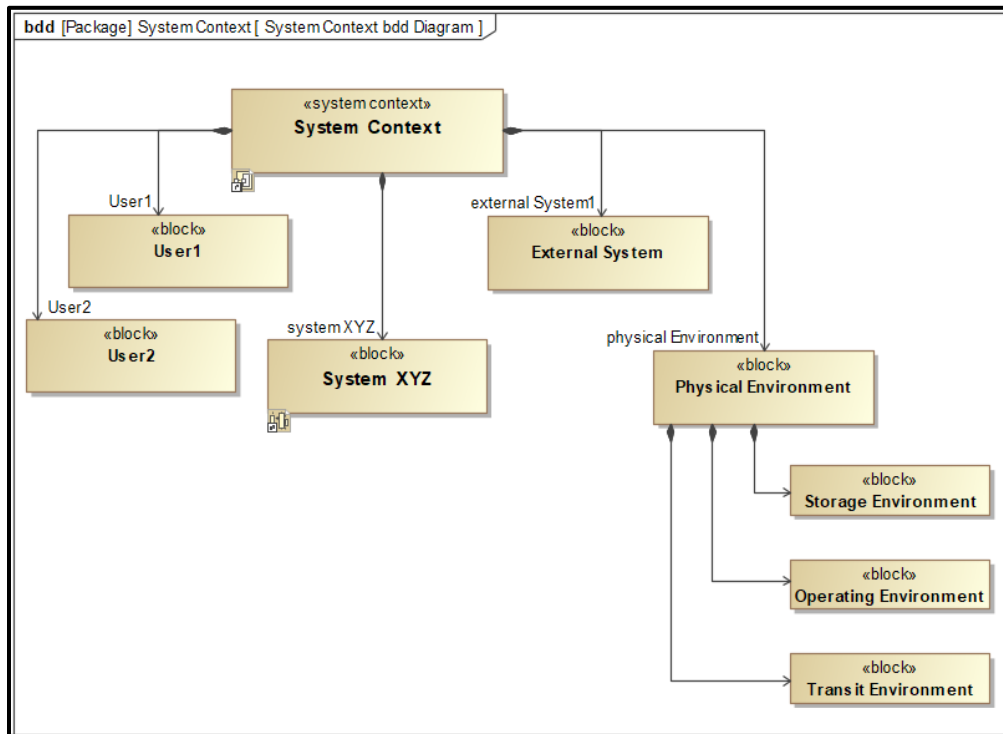 bdd [Package] System Context [ System Context bdd Diagram ]
«system context»
System Context
User1
«block»
User1
User2
«block»
User2
system XYZ
«block»
System XYZ
external System1
«block»
External System
physical Environment
«block»
Physical Environment
«block»
Storage Environment
«block»
Operating Environment
«block»
Transit Environment